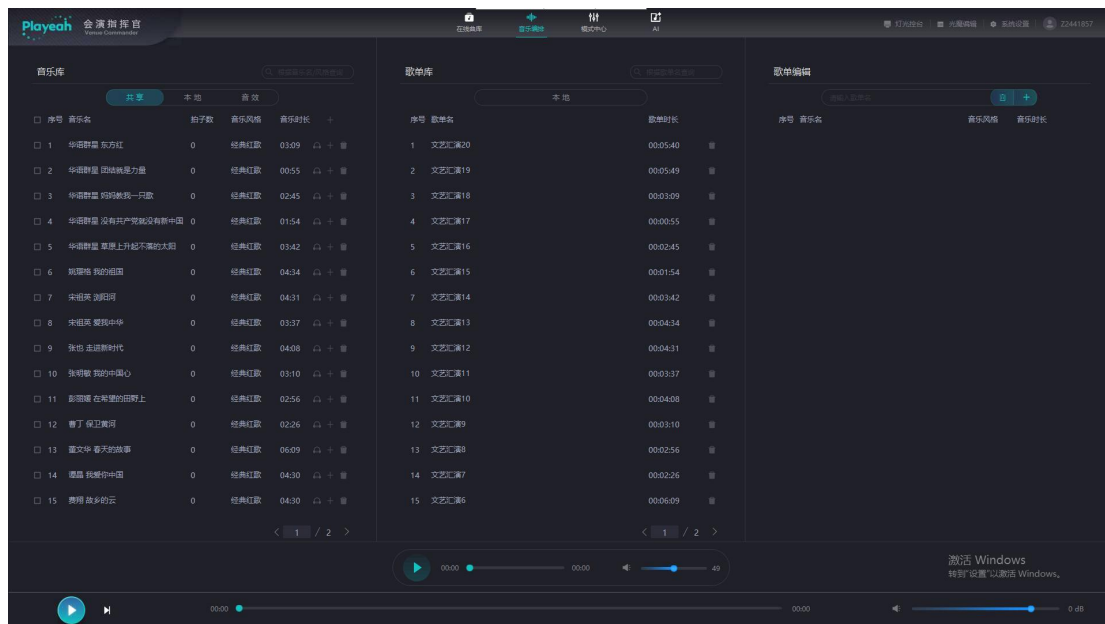 Playeah 会演指挥官
Venue Commander
在线曲库 音乐编排 模式中心 AI
灯光控台 光履编辑 系统设置 Z2441857
音乐库
共享 本地 音效
序号 音乐名 拍子数 音乐风格 音乐时长 +
1 华语群星 东方红 0 经典红歌 03:09
2 华语群星 团结就是力量 0 经典红歌 00:55
3 华语群星 妈妈教我一只歌 0 经典红歌 02:45
4 华语群星 没有共产党就没有新中国 0 经典红歌 01:54
5 华语群星 草原上升起不落的太阳 0 经典红歌 03:42
6 姚璎格 我的祖国 0 经典红歌 04:34
7 宋祖英 浏阳河 0 经典红歌 04:31
8 宋祖英 爱我中华 0 经典红歌 03:37
9 张也 走进新时代 0 经典红歌 04:08
10 张明敏 我的中国心 0 经典红歌 03:10
11 彭丽媛 在希望的田野上 0 经典红歌 02:56
12 曹丁 保卫黄河 0 经典红歌 02:26
13 董文华 春天的故事 0 经典红歌 06:09
14 谭晶 我爱你中国 0 经典红歌 04:30
15 费翔 故乡的云 0 经典红歌 04:30
< 1 / 2 >
歌单库
本地
序号 歌单名 歌单时长
1 文艺汇演20 00:05:40
2 文艺汇演19 00:05:49
3 文艺汇演18 00:03:09
4 文艺汇演17 00:00:55
5 文艺汇演16 00:02:45
6 文艺汇演15 00:01:54
7 文艺汇演14 00:03:42
8 文艺汇演13 00:04:34
9 文艺汇演12 00:04:31
10 文艺汇演11 00:03:37
11 文艺汇演10 00:04:08
12 文艺汇演9 00:03:10
13 文艺汇演8 00:02:56
14 文艺汇演7 00:02:26
15 文艺汇演6 00:06:09
< 1 / 2 >
歌单编辑
请输入歌单名
序号 音乐名 音乐风格 音乐时长
00:00 00:00 49
激活 Windows
转到"设置"以激活 Windows。
00:00 00:00 0 dB